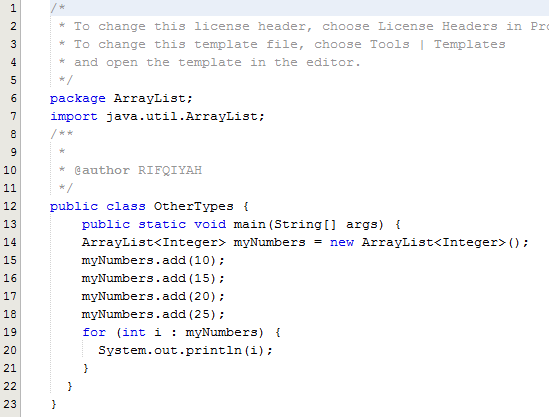 1 /*
2 * To change this license header, choose License Headers in Pro
3 * To change this template file, choose Tools | Templates
4 * and open the template in the editor.
5 */
6 package ArrayList;
7 import java.util.ArrayList;
8 /**
9 *
10 * @author RIFQIYAH
11 */
12 public class OtherTypes {
13 public static void main(String[] args) {
14 ArrayList<Integer> myNumbers = new ArrayList<Integer>();
15 myNumbers.add(10);
16 myNumbers.add(15);
17 myNumbers.add(20);
18 myNumbers.add(25);
19 for (int i : myNumbers) {
20 System.out.println(i);
21 }
22 }
23 }